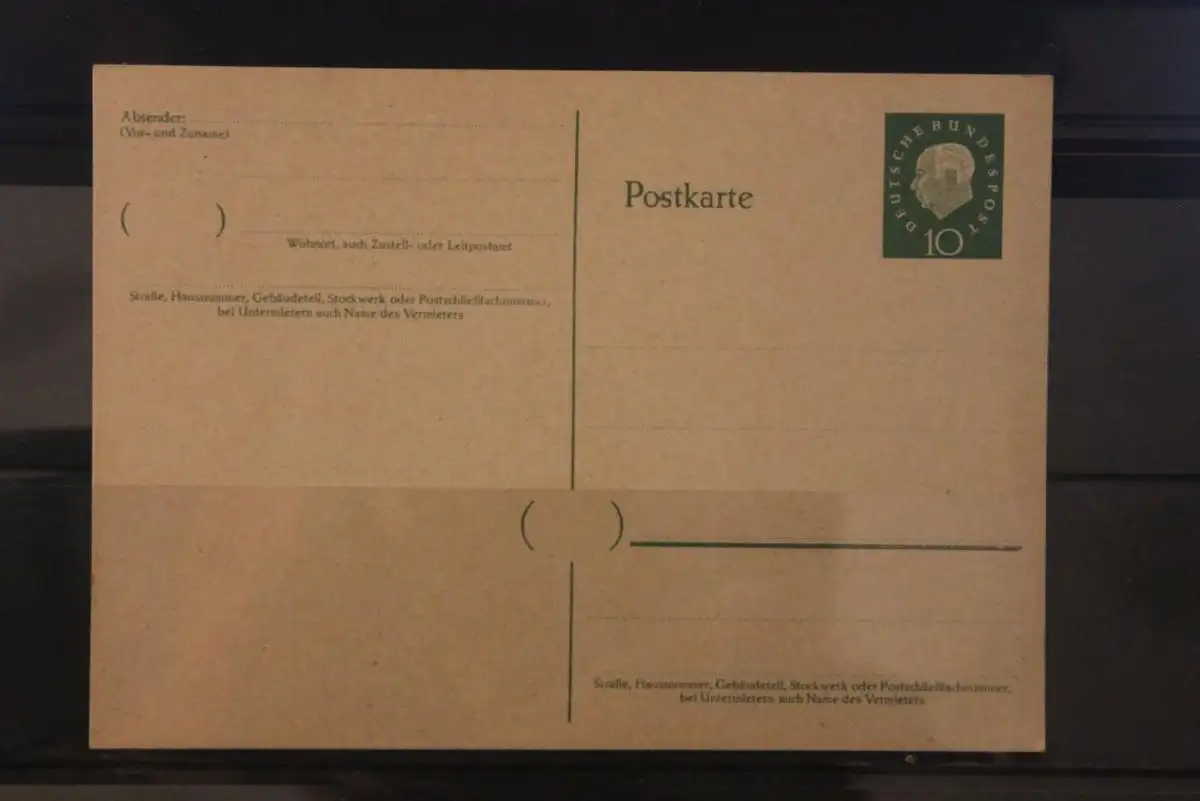 Absender:
(Vor- und Zuname)
( )
Wohnort, auch Zustell- oder Leitpostamt
Straße, Hausnummer, Gebäudeteil, Stockwerk oder Postschließfachnummer,
bei Untermietern auch Name des Vermieters
Postkarte
DEUTSCHE BUNDESPOST
10
( )
Straße, Hausnummer, Gebäudeteil, Stockwerk oder Postschließfachnummer,
bei Untermietern auch Name des Vermieters